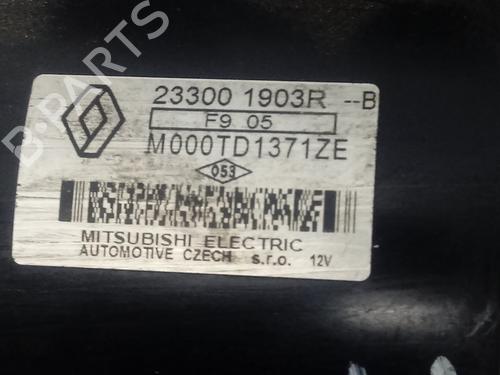 B-PARTS
23300 1903R --B
F9 05
M000TD1371ZE
053
MITSUBISHI ELECTRIC
AUTOMOTIVE CZECH s.r.o. 12V